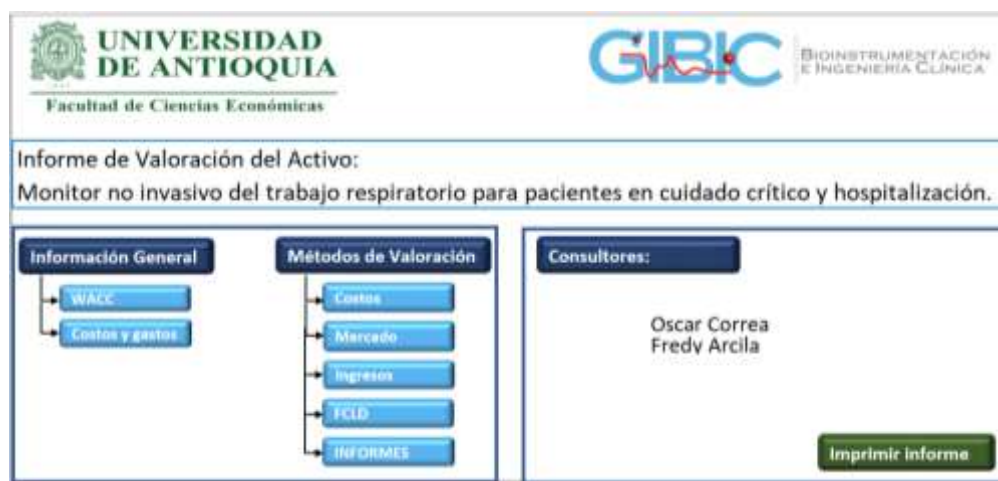 UNIVERSIDAD
DE ANTIOQUIA
Facultad de Ciencias Económicas
GIBIC
BIOINSTRUMENTACIÓN
E INGENIERÍA CLÍNICA
Informe de Valoración del Activo:
Monitor no invasivo del trabajo respiratorio para pacientes en cuidado crítico y hospitalización.
Información General
WACC
Costos y gastos
Métodos de Valoración
Costos
Mercado
Ingresos
FCLD
INFORMES
Consultores:
Oscar Correa
Fredy Arcila
Imprimir informe